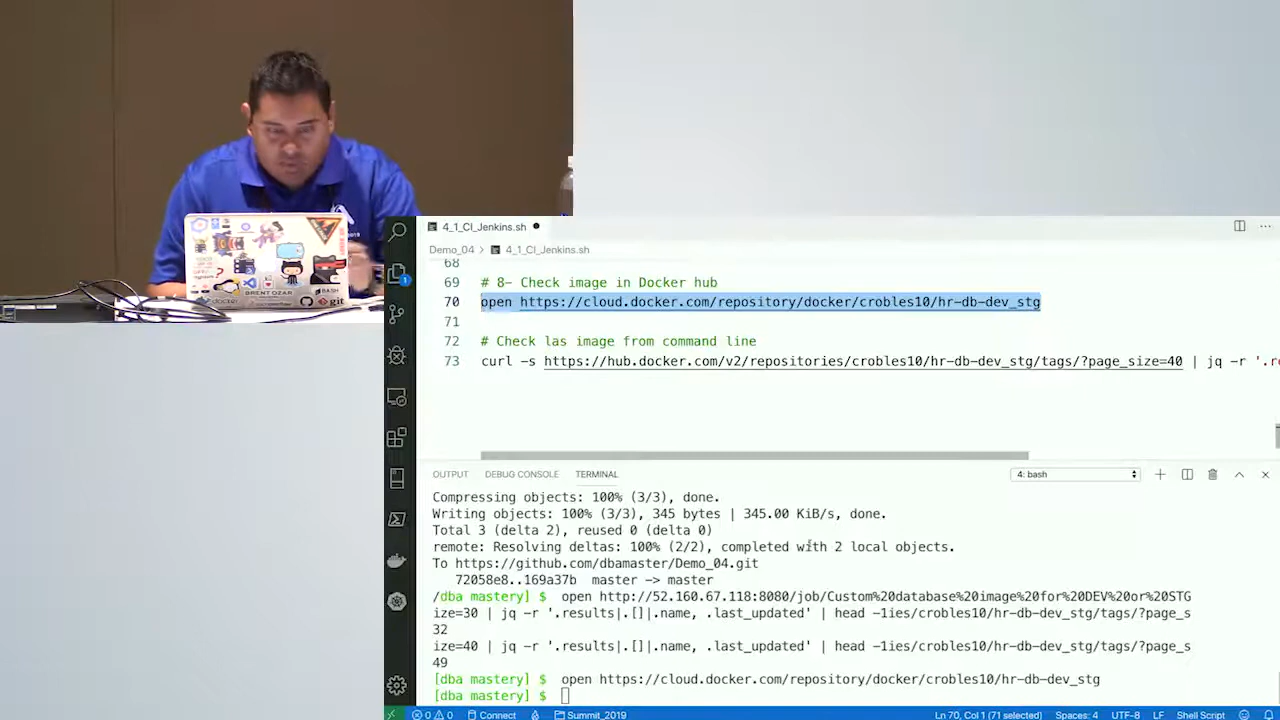 BRENT OZAR
BASH
docker
git
4_1_CI_Jenkins.sh
Demo_04 > 4_1_CI_Jenkins.sh
68
69 # 8- Check image in Docker hub
70 open https://cloud.docker.com/repository/docker/crobles10/hr-db-dev_stg
71
72 # Check las image from command line
73 curl -s https://hub.docker.com/v2/repositories/crobles10/hr-db-dev_stg/tags/?page_size=40 | jq -r '.re
1
OUTPUT DEBUG CONSOLE TERMINAL 4: bash
Compressing objects: 100% (3/3), done.
Writing objects: 100% (3/3), 345 bytes | 345.00 KiB/s, done.
Total 3 (delta 2), reused 0 (delta 0)
remote: Resolving deltas: 100% (2/2), completed with 2 local objects.
To https://github.com/dbamaster/Demo_04.git
72058e8..169a37b master -> master
/dba mastery] $ open http://52.160.67.118:8080/job/Custom%20database%20image%20for%20DEV%20or%20STG
ize=30 | jq -r '.results|.[]|.name, .last_updated' | head -1ies/crobles10/hr-db-dev_stg/tags/?page_s
32
ize=40 | jq -r '.results|.[]|.name, .last_updated' | head -1ies/crobles10/hr-db-dev_stg/tags/?page_s
49
[dba mastery] $ open https://cloud.docker.com/repository/docker/crobles10/hr-db-dev_stg
[dba mastery] $
0 0 Connect Summit_2019 Ln 70, Col 1 (71 selected) Spaces: 4 UTF-8 LF Shell Script